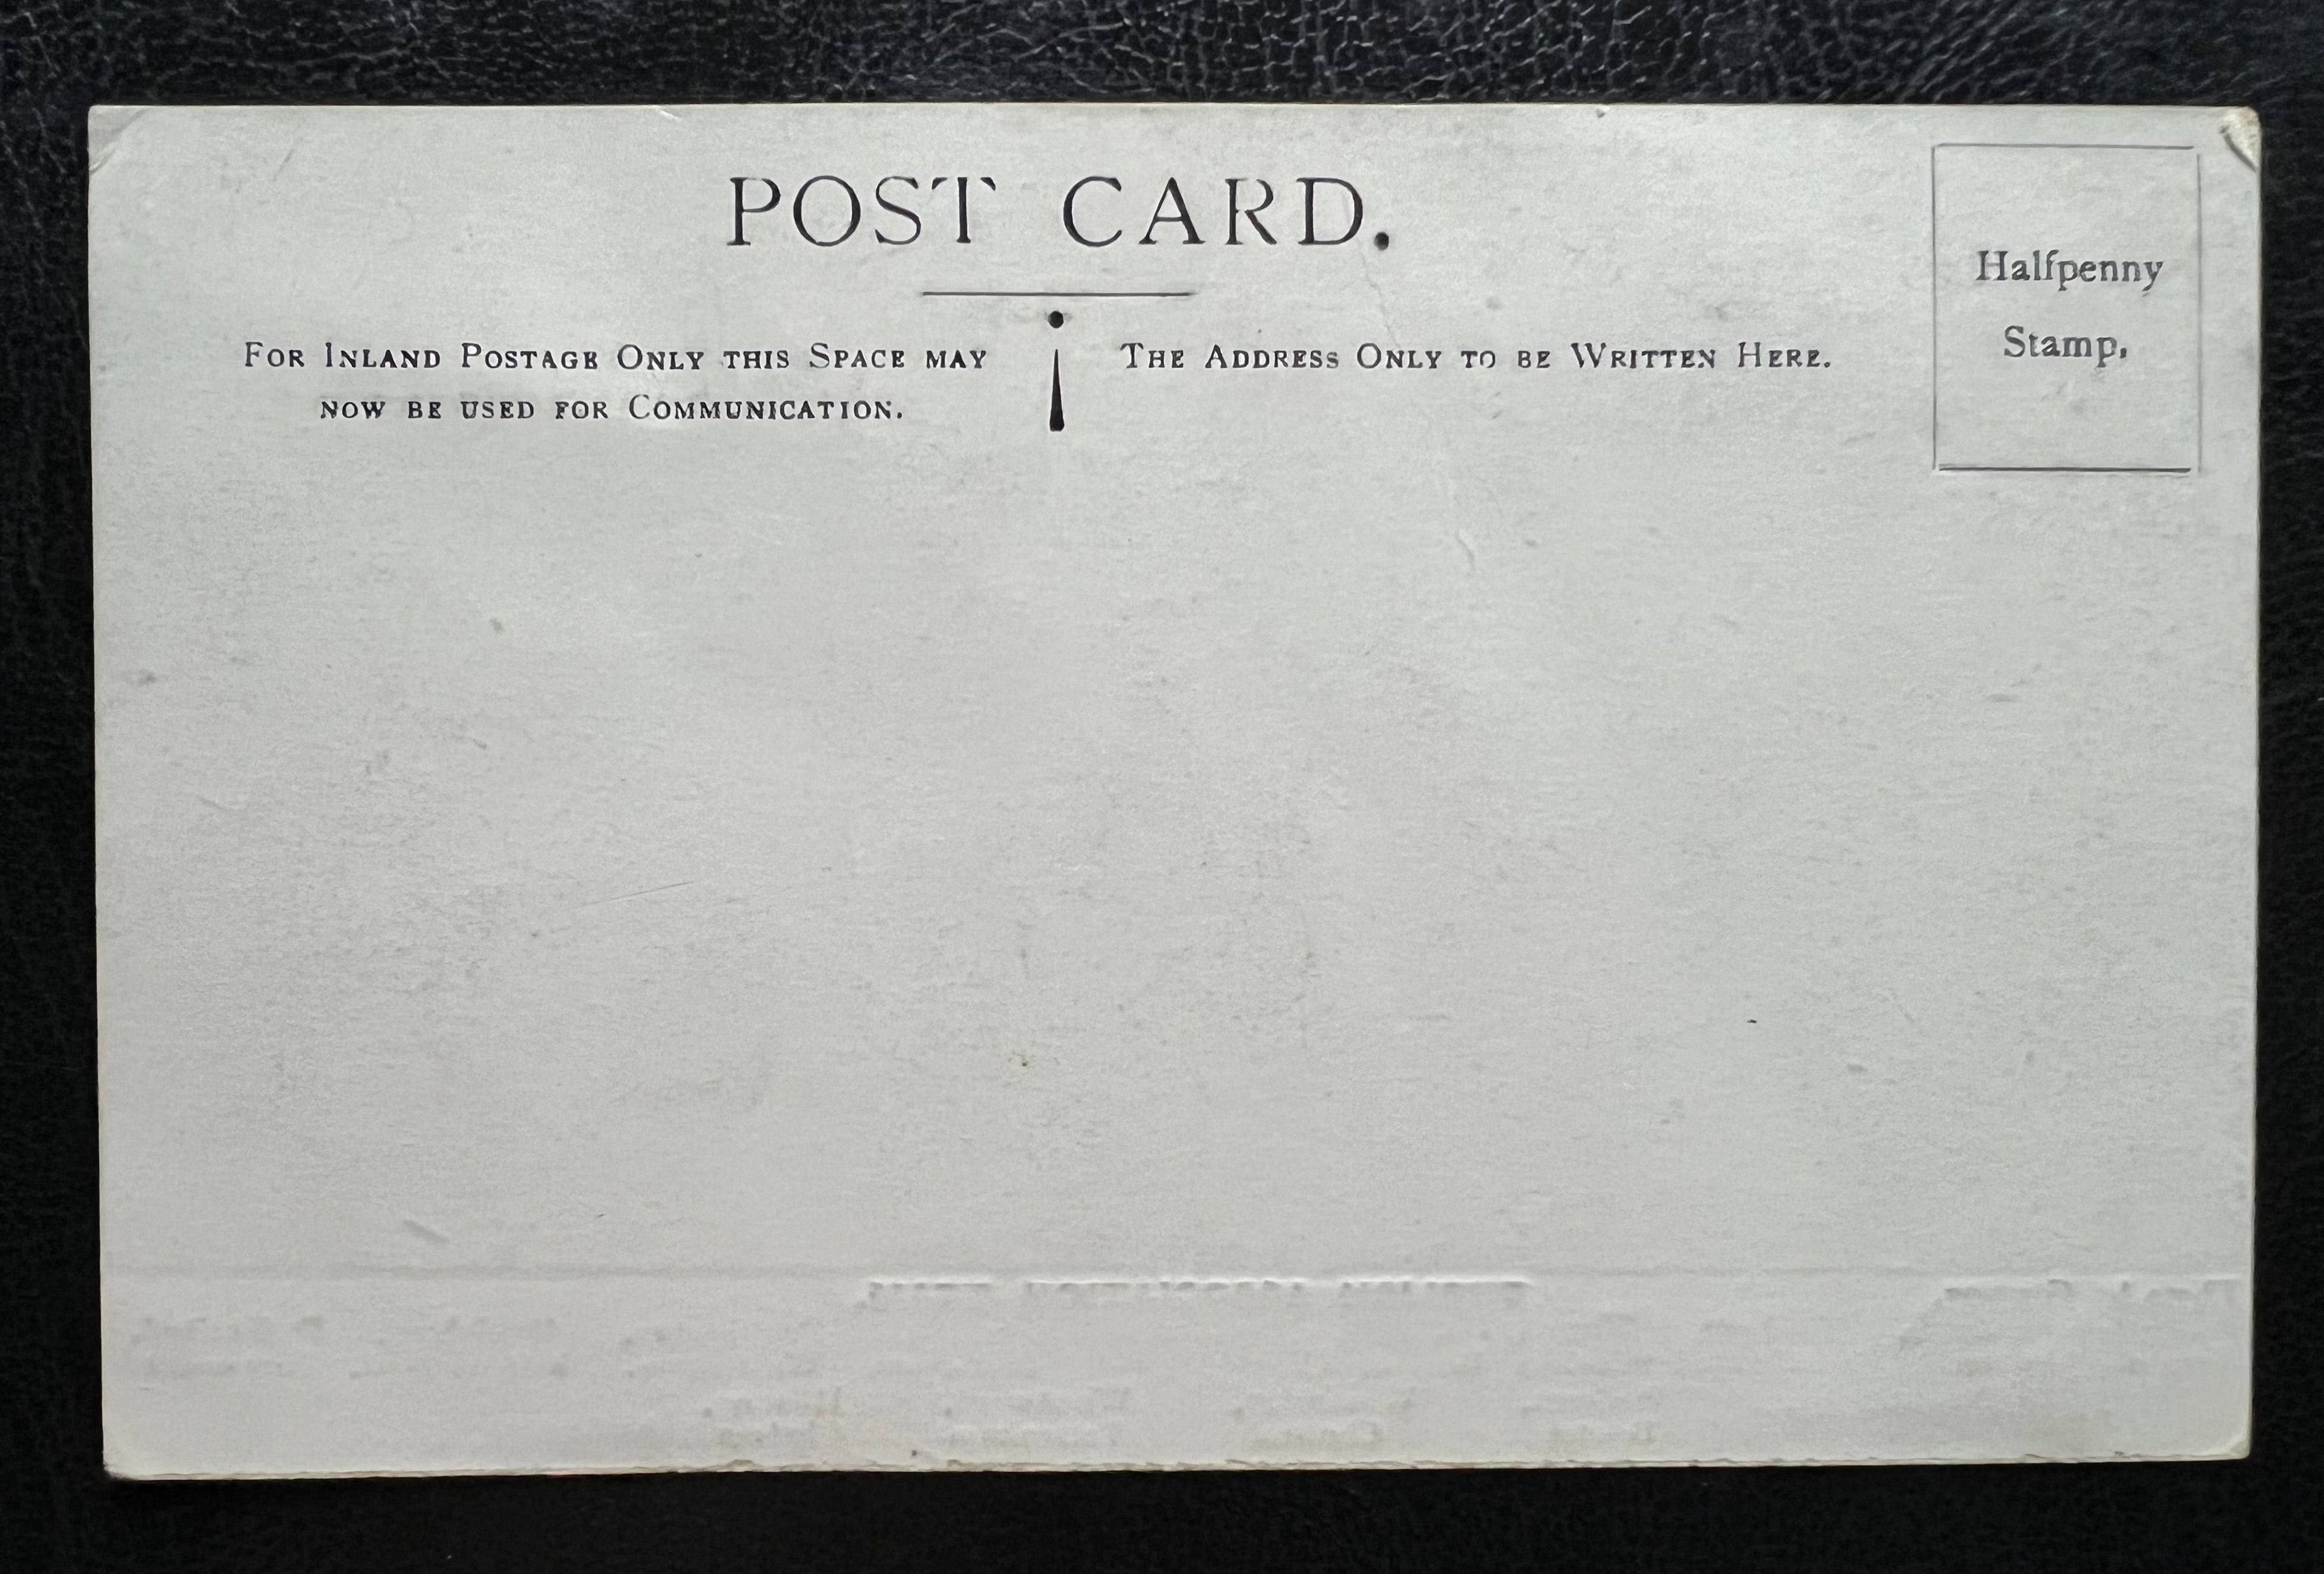 POST CARD.
FOR INLAND POSTAGE ONLY THIS SPACE MAY
NOW BE USED FOR COMMUNICATION.
THE ADDRESS ONLY TO BE WRITTEN HERE.
Halfpenny
Stamp.